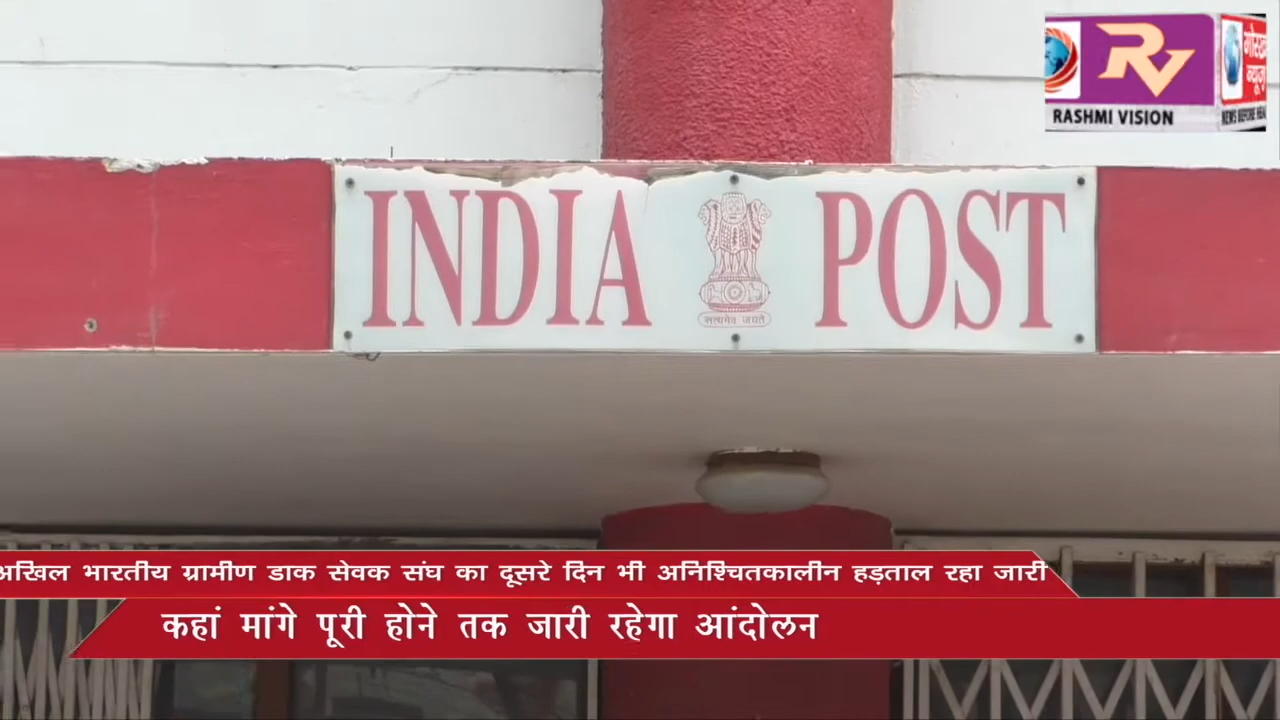 RV
RASHMI VISION
INDIA POST
सत्यमेव जयते
अखिल भारतीय ग्रामीण डाक सेवक संघ का दूसरे दिन भी अनिश्चितकालीन हड़ताल रहा जारी
कहां मांगे पूरी होने तक जारी रहेगा आंदोलन